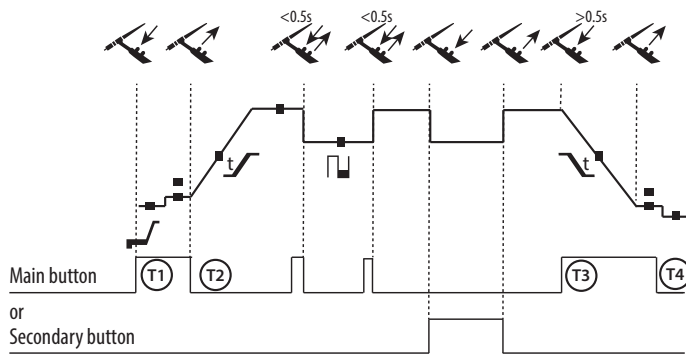 <0.5s <0.5s >0.5s
t t
Main button T1 T2 T3 T4
or
Secondary button